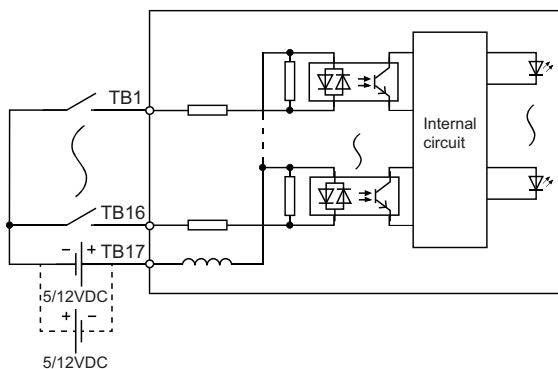 TB1
Internal
circuit
TB16
− + TB17
5/12VDC
+ −
5/12VDC